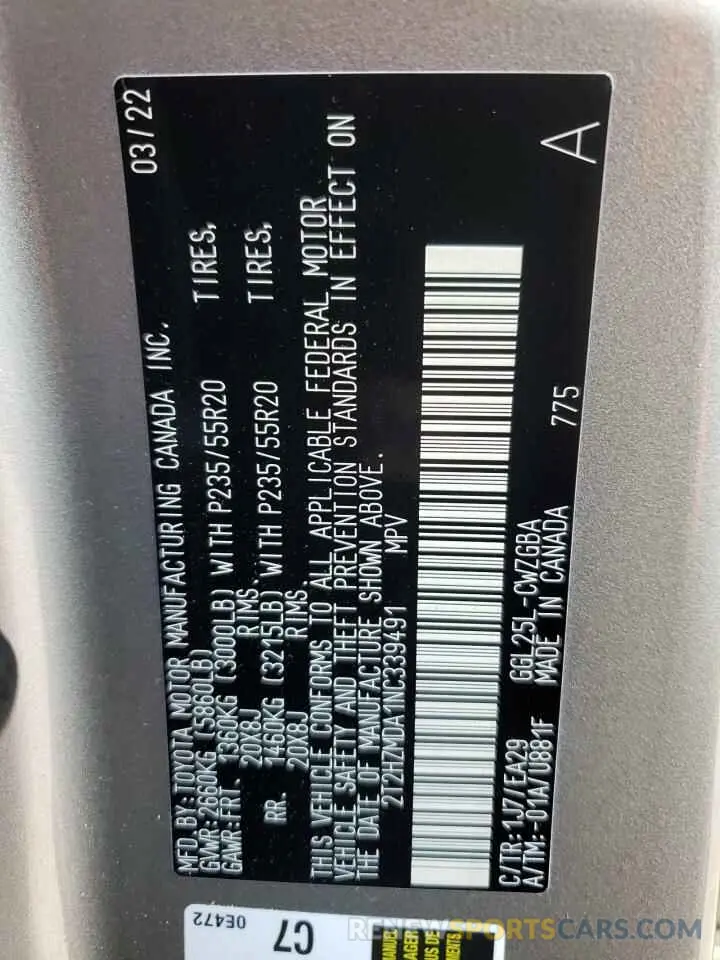 MFD.BY:TOYOTA MOTOR MANUFACTURING CANADA INC. 03/22
GVWR:2660KG (5860LB)
GAWR:FRT. 1360KG (3000LB) WITH P235/55R20 TIRES,
20X8J RIMS.
RR. 1460KG (3215LB) WITH P235/55R20 TIRES,
20X8J RIMS.
THIS VEHICLE CONFORMS TO ALL APPLICABLE FEDERAL MOTOR
VEHICLE SAFETY AND THEFT PREVENTION STANDARDS IN EFFECT ON
THE DATE OF MANUFACTURE SHOWN ABOVE.
2T2HZMDA1NC339491 MPV
A
C/TR:1J7/EA29 GGL25L-CWZGBA
A/TM:-01A/U881F MADE IN CANADA 775
0E472
C7
MANUEL
RENEWSPORTSCARS.COM